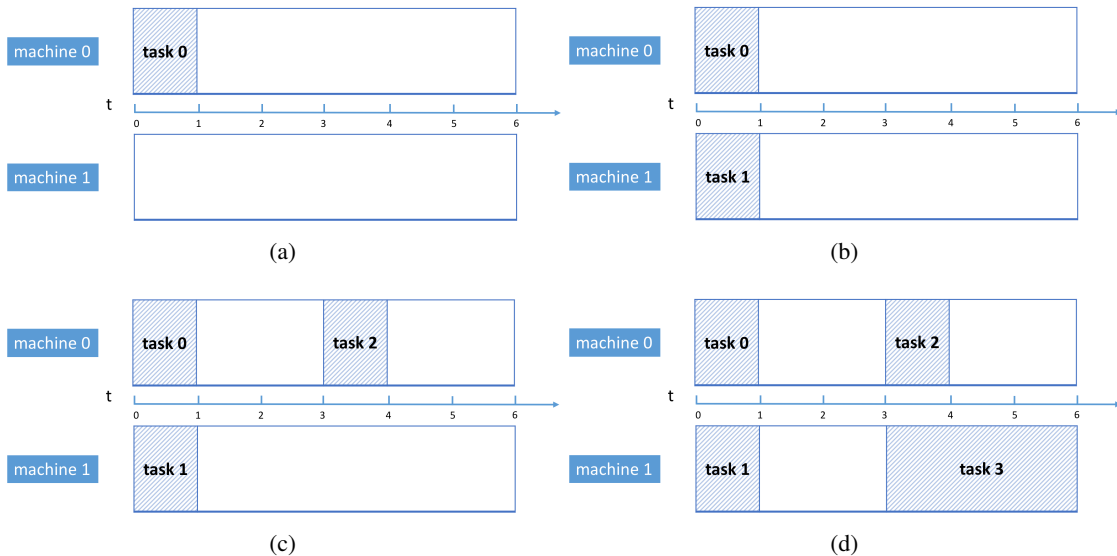 machine 0
task 0
t
0 1 2 3 4 5 6
machine 1
(a)
machine 0
task 0
t
0 1 2 3 4 5 6
machine 1
task 1
(b)
machine 0
task 0
task 2
t
0 1 2 3 4 5 6
machine 1
task 1
(c)
machine 0
task 0
task 2
t
0 1 2 3 4 5 6
machine 1
task 1
task 3
(d)